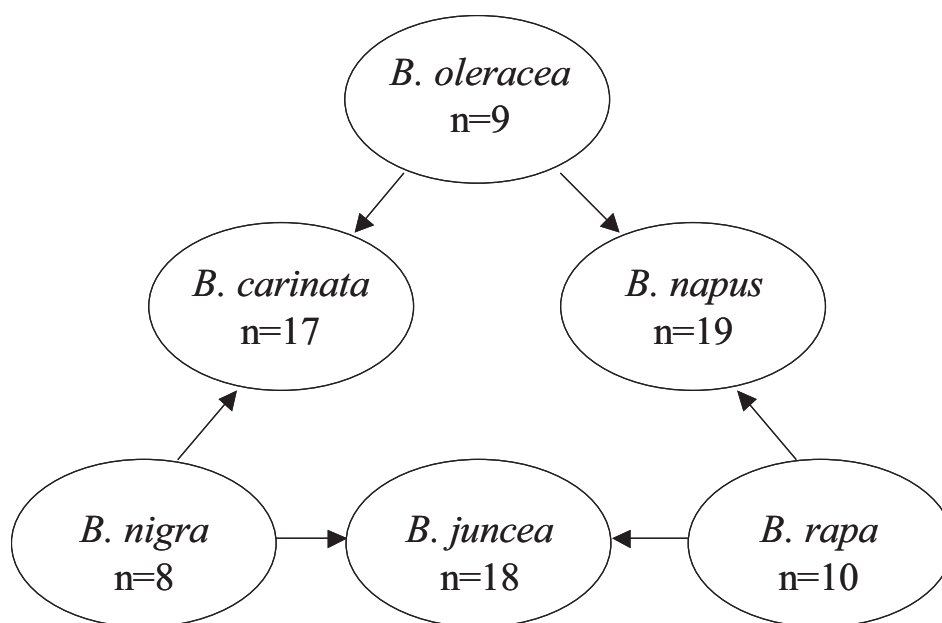 B. oleracea
n=9
B. carinata
n=17
B. napus
n=19
B. nigra
n=8
B. juncea
n=18
B. rapa
n=10